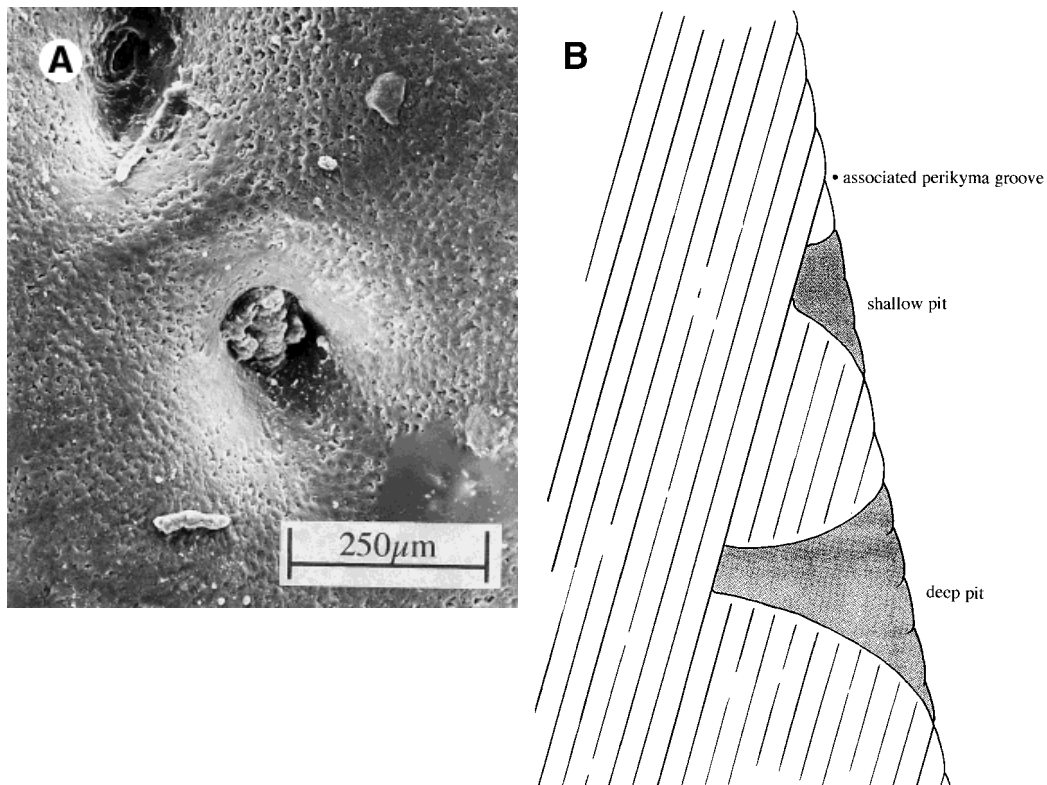 A
250μm
B
associated perikyma groove
shallow pit
deep pit